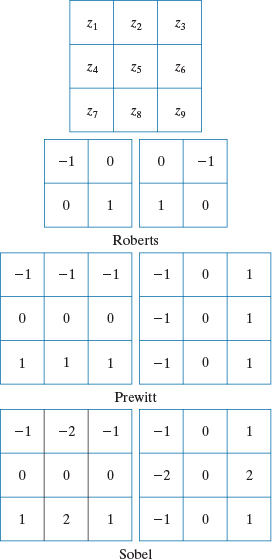 z₁ z₂ z₃
z₄ z₅ z₆
z₇ z₈ z₉
−1 0 0 −1
0 1 1 0
Roberts
−1 −1 −1 −1 0 1
0 0 0 −1 0 1
1 1 1 −1 0 1
Prewitt
−1 −2 −1 −1 0 1
0 0 0 −2 0 2
1 2 1 −1 0 1
Sobel